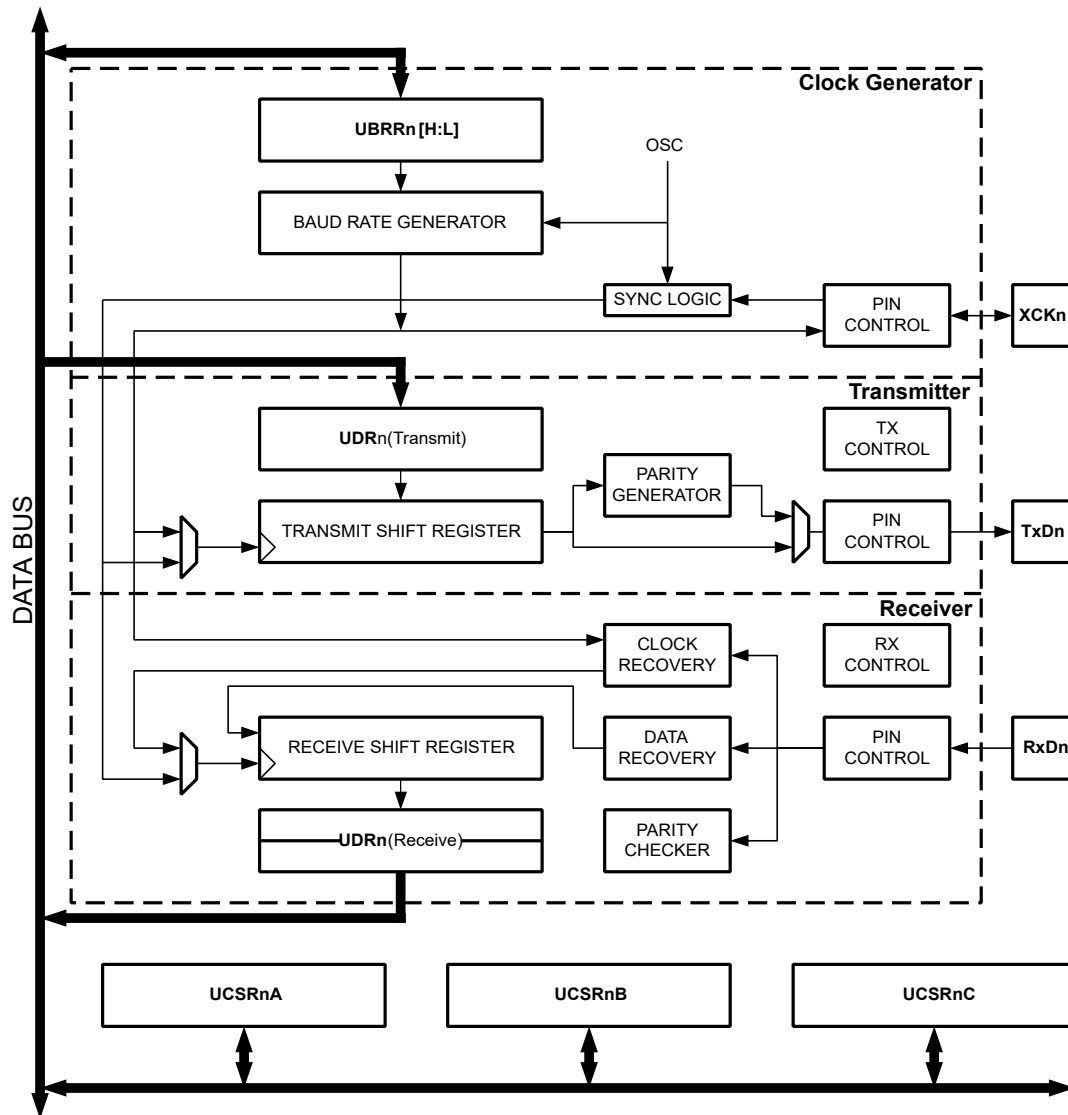 Clock Generator
UBRRn [H:L]
OSC
BAUD RATE GENERATOR
SYNC LOGIC
PIN
CONTROL
XCKn
Transmitter
UDRn(Transmit)
TX
CONTROL
PARITY
GENERATOR
TRANSMIT SHIFT REGISTER
PIN
CONTROL
TxDn
DATA BUS
Receiver
CLOCK
RECOVERY
RX
CONTROL
RECEIVE SHIFT REGISTER
DATA
RECOVERY
PIN
CONTROL
RxDn
UDRn(Receive)
PARITY
CHECKER
UCSRnA
UCSRnB
UCSRnC